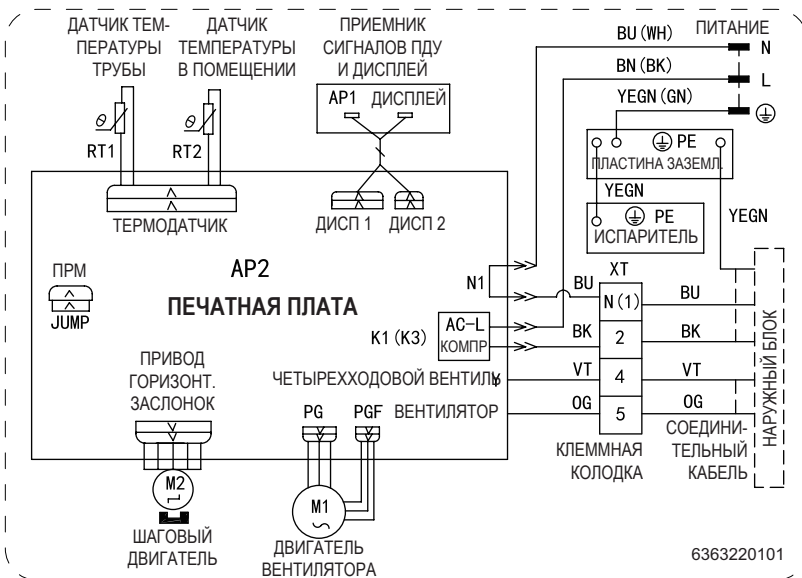 ДАТЧИК ТЕМ-
ПЕРАТУРЫ
ТРУБЫ
ДАТЧИК
ТЕМПЕРАТУРЫ
В ПОМЕЩЕНИИ
ПРИЕМНИК
СИГНАЛОВ ПДУ
И ДИСПЛЕЙ
AP1 ДИСПЛЕЙ
BU (WH)
ПИТАНИЕ
N
BN (BK)
L
YEGN (GN)
θ
RT1
θ
RT2
PE
ПЛАСТИНА ЗАЗЕМЛ.
YEGN
PE
ИСПАРИТЕЛЬ
YEGN
ТЕРМОДАТЧИК
ДИСП 1
ДИСП 2
AP2
ПЕЧАТНАЯ ПЛАТА
ПРМ
JUMP
N1
BU
XT
N (1)
BU
K1 (K3)
AC-L
КОМПР
BK
2
BK
ПРИВОД
ГОРИЗОНТ.
ЗАСЛОНОК
ЧЕТЫРЕХХОДОВОЙ ВЕНТИЛЬ
VT
4
VT
PG
PGF
ВЕНТИЛЯТОР
OG
5
OG
НАРУЖНЫЙ БЛОК
КЛЕММНАЯ
КОЛОДКА
СОЕДИНИ-
ТЕЛЬНЫЙ
КАБЕЛЬ
M2
M1
ШАГОВЫЙ
ДВИГАТЕЛЬ
ДВИГАТЕЛЬ
ВЕНТИЛЯТОРА
6363220101